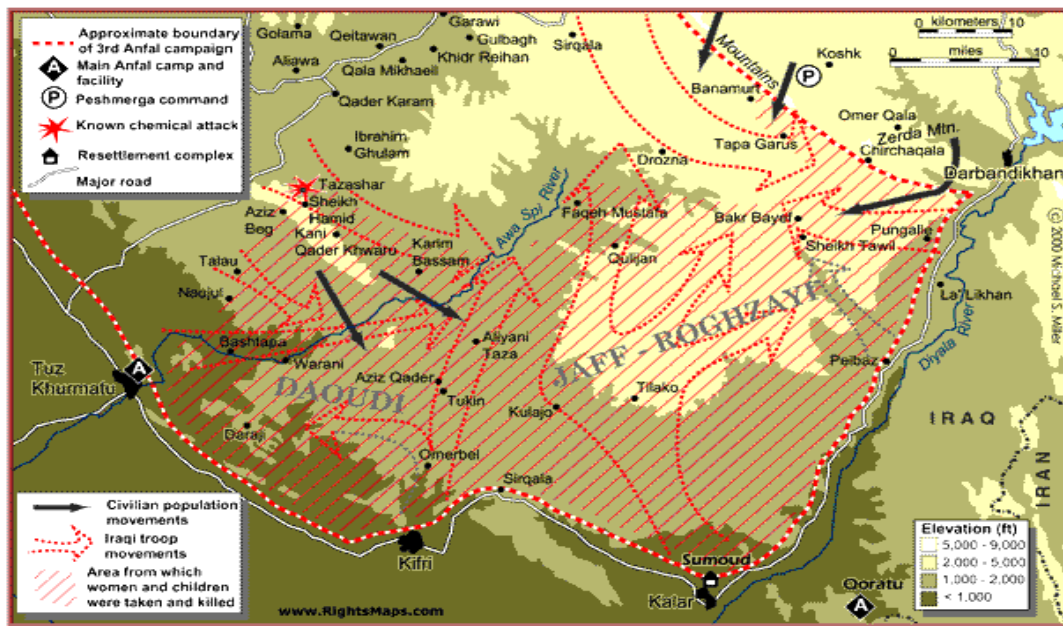 Approximate boundary
of 3rd Anfal campaign
A
Main Anfal camp and
facility
P
Peshmerga command
Known chemical attack
Resettlement complex
Major road
Golama
Qeitawan
Garawi
Gulbagh
Khidr Reihan
Aliawa
Qala Mikhaeil
Sirqala
Qader Karam
Ibrahim
Ghulam
Mountains
Koshk
P
Banamurt
0 kilometers 10
0 miles 10
Omer Qala
Zerda Mtn.
Tapa Garus
Chirchaqala
Drozna
Darbandikhan
Tazashar
Sheikh
Hamid
Aziz
Beg
Kani
Qader Khwaru
Karim
Bassam
Awa Spi River
Faqeh Mustafa
Bakr Bayef
Pungalle
Sheikh Tawil
Qulijan
Talau
Naojul
La'Likhan
Diyala River
Bashtapa
Warani
Aliyani
Taza
JAFF - ROGHZAYF
Peibaz
Tuz
Khurmatu
A
DAOUDI
Aziz Qader
Tukin
Tilako
Kulajo
IRAQ
IRAN
Daraji
Omerbel
Sirqala
Civilian population
movements
Iraqi troop
movements
Area from which
women and children
were taken and killed
Kifri
Sumoud
Kalar
Qoratu
A
www.RightsMaps.com
Elevation (ft)
5,000 - 9,000
2,000 - 5,000
1,000 - 2,000
< 1,000
(c) 2000 Michael S. Miller